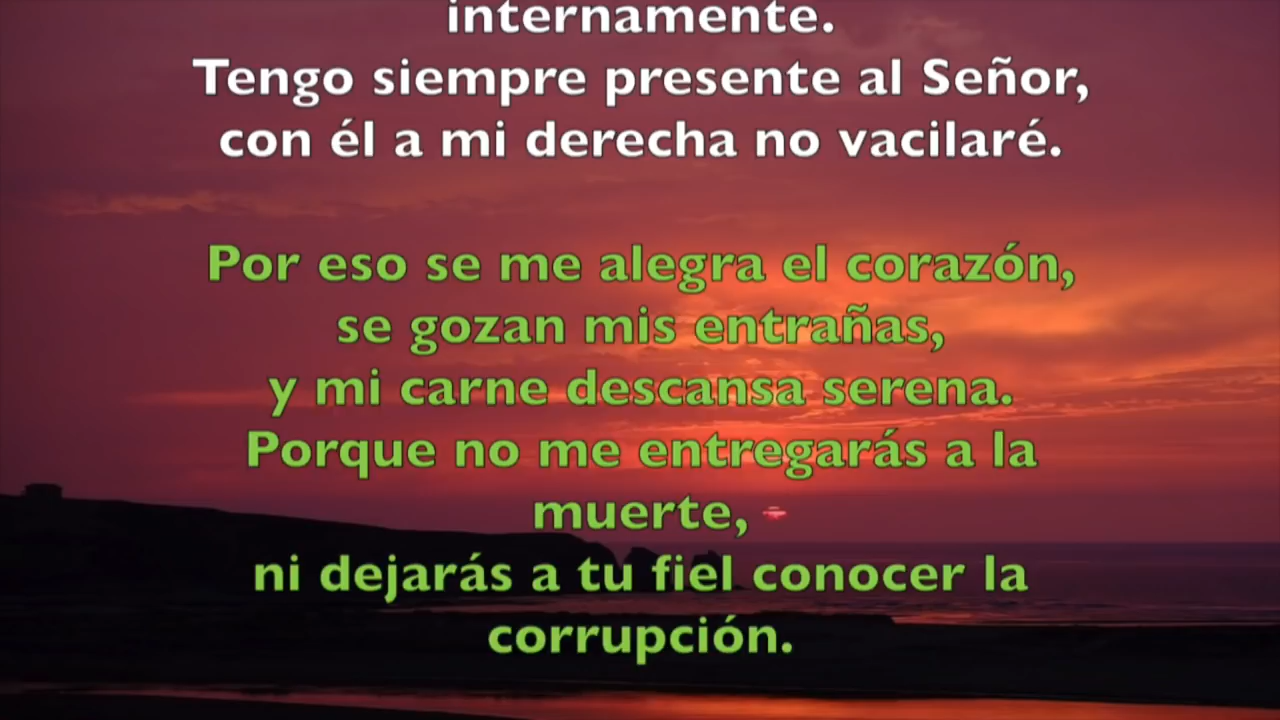 internamente.
Tengo siempre presente al Señor,
con él a mi derecha no vacilaré.
Por eso se me alegra el corazón,
se gozan mis entrañas,
y mi carne descansa serena.
Porque no me entregarás a la
muerte,
ni dejarás a tu fiel conocer la
corrupción.